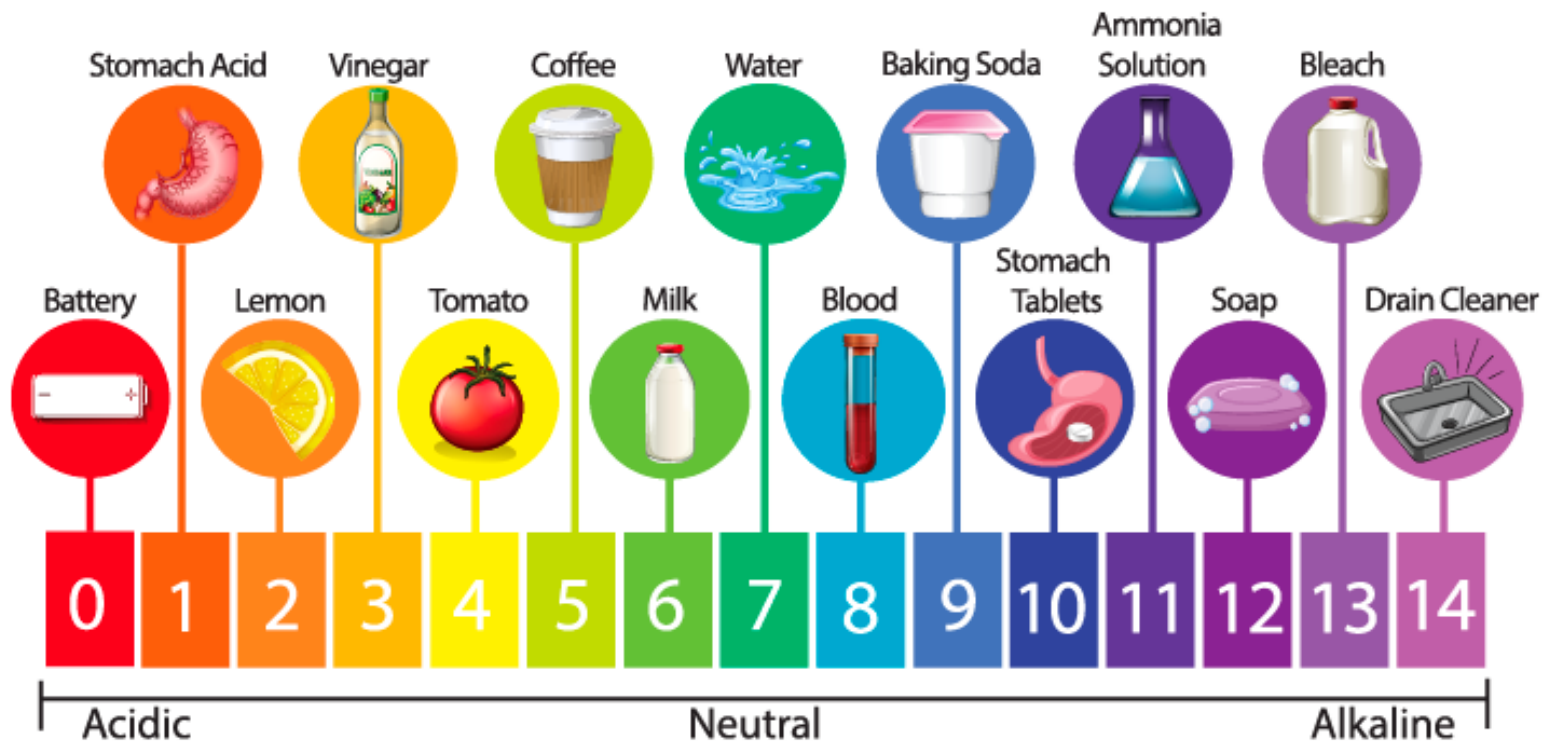 Ammonia
Stomach Acid Vinegar Coffee Water Baking Soda Solution Bleach
Stomach
Battery Lemon Tomato Milk Blood Tablets Soap Drain Cleaner
- +
0 1 2 3 4 5 6 7 8 9 10 11 12 13 14
Acidic Neutral Alkaline